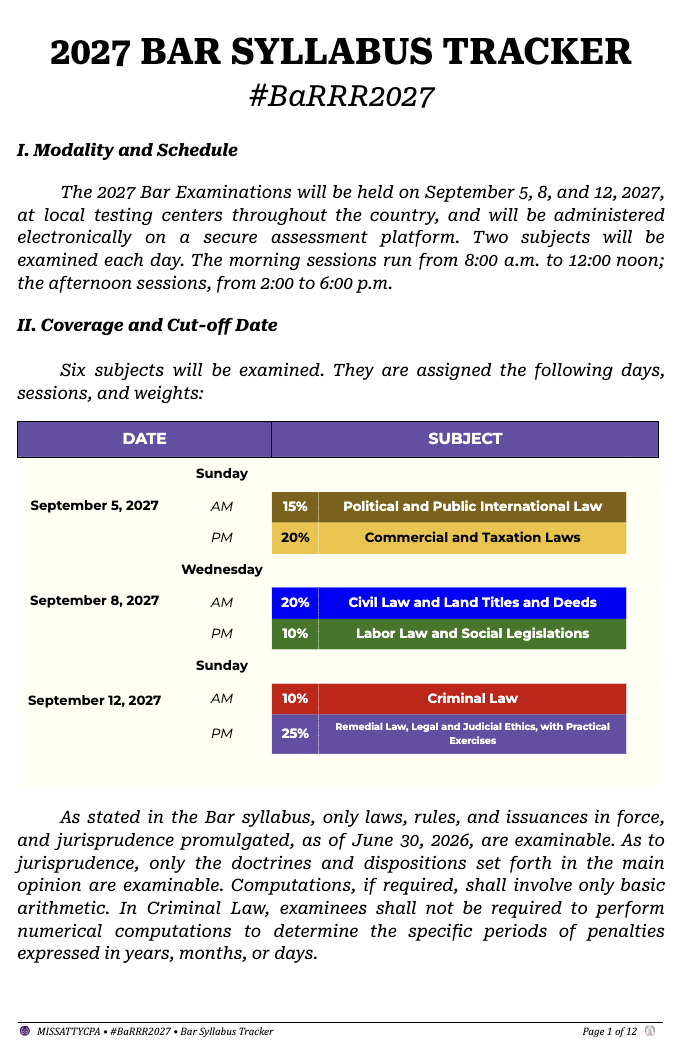 2027 BAR SYLLABUS TRACKER
#BaRRR2027
I. Modality and Schedule
The 2027 Bar Examinations will be held on September 5, 8, and 12, 2027,
at local testing centers throughout the country, and will be administered
electronically on a secure assessment platform. Two subjects will be
examined each day. The morning sessions run from 8:00 a.m. to 12:00 noon;
the afternoon sessions, from 2:00 to 6:00 p.m.
II. Coverage and Cut-off Date
Six subjects will be examined. They are assigned the following days,
sessions, and weights:
DATE SUBJECT
Sunday
September 5, 2027 AM 15% Political and Public International Law
PM 20% Commercial and Taxation Laws
Wednesday
September 8, 2027 AM 20% Civil Law and Land Titles and Deeds
PM 10% Labor Law and Social Legislations
Sunday
September 12, 2027 AM 10% Criminal Law
PM 25% Remedial Law, Legal and Judicial Ethics, with Practical
Exercises
As stated in the Bar syllabus, only laws, rules, and issuances in force,
and jurisprudence promulgated, as of June 30, 2026, are examinable. As to
jurisprudence, only the doctrines and dispositions set forth in the main
opinion are examinable. Computations, if required, shall involve only basic
arithmetic. In Criminal Law, examinees shall not be required to perform
numerical computations to determine the specific periods of penalties
expressed in years, months, or days.
MISSATTYCPA • #BaRRR2027 • Bar Syllabus Tracker Page 1 of 12